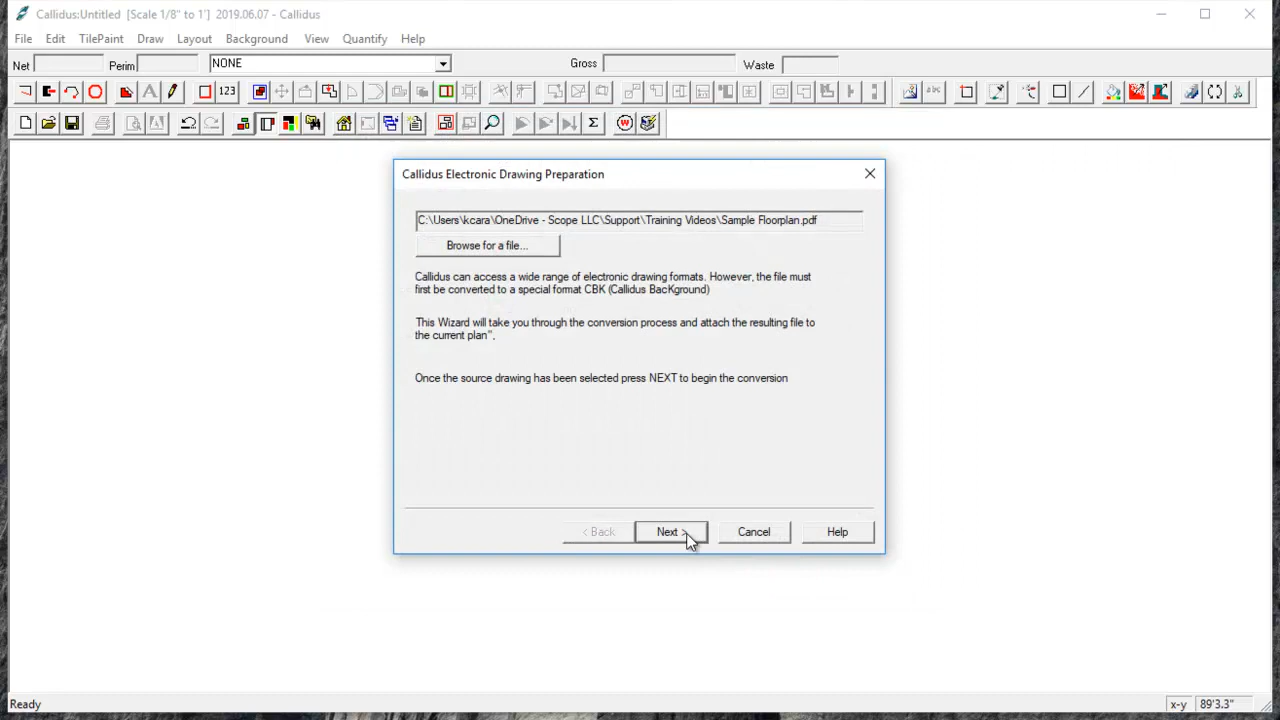 Callidus:Untitled [Scale 1/8" to 1'] 2019.06.07 - Callidus
File Edit TilePaint Draw Layout Background View Quantify Help
Net Perim NONE Gross Waste
123 abc
Σ W
Callidus Electronic Drawing Preparation
C:\Users\kcara\OneDrive - Scope LLC\Support\Training Videos\Sample Floorplan.pdf
Browse for a file...
Callidus can access a wide range of electronic drawing formats. However, the file must
first be converted to a special format CBK (Callidus BacKground)
This Wizard will take you through the conversion process and attach the resulting file to
the current plan".
Once the source drawing has been selected press NEXT to begin the conversion
< Back Next > Cancel Help
Ready x-y 89'3.3"